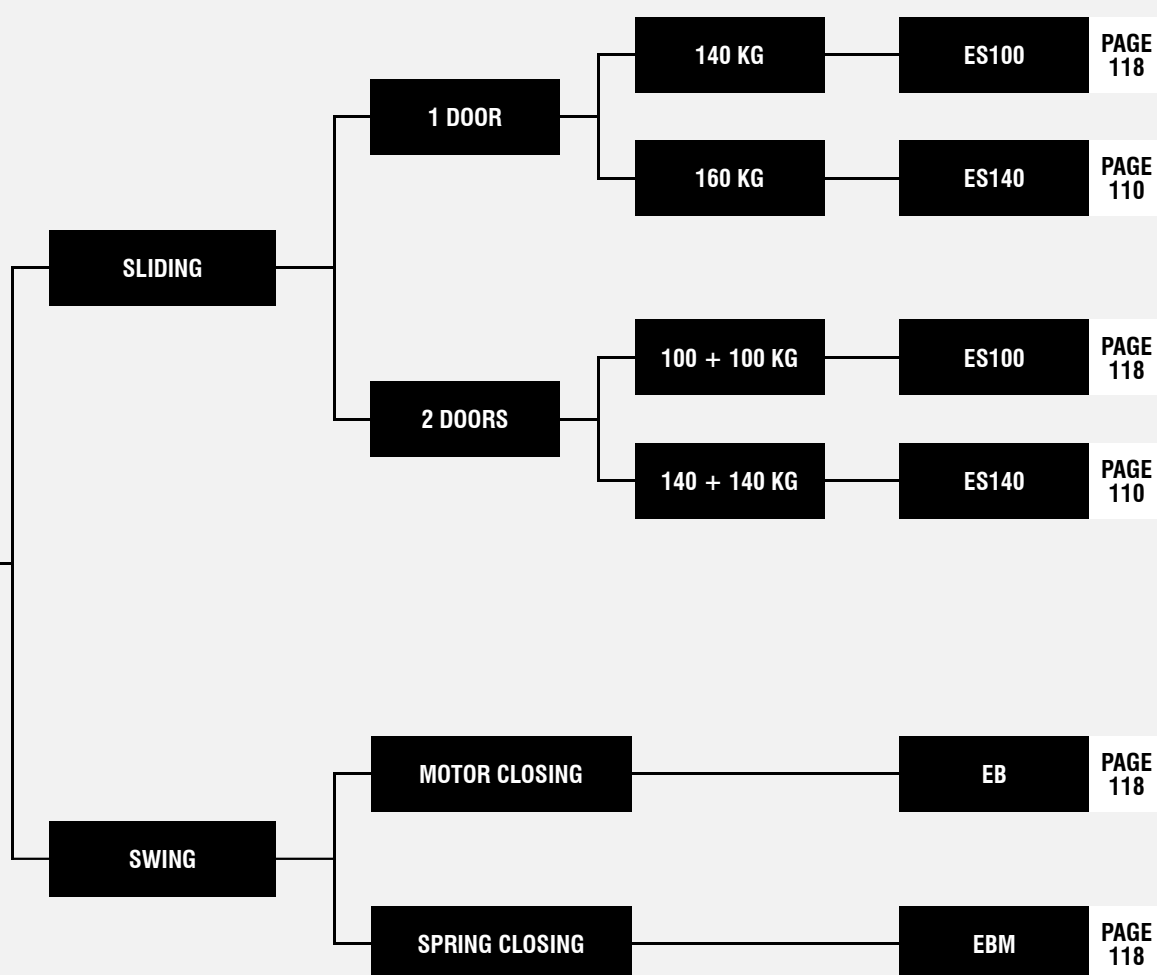 140 KG
ES100
PAGE
118
1 DOOR
160 KG
ES140
PAGE
110
SLIDING
100 + 100 KG
ES100
PAGE
118
2 DOORS
140 + 140 KG
ES140
PAGE
110
MOTOR CLOSING
EB
PAGE
118
SWING
SPRING CLOSING
EBM
PAGE
118